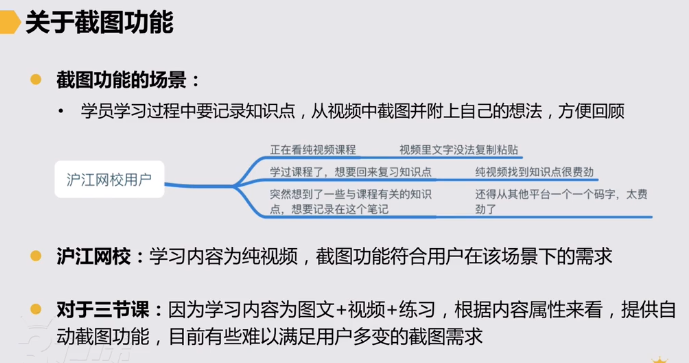 关于截图功能
截图功能的场景：
学员学习过程中要记录知识点，从视频中截图并附上自己的想法，方便回顾
沪江网校用户
正在看纯视频课程
视频里文字没法复制粘贴
学过课程了，想要回来复习知识点
纯视频找到知识点很费劲
突然想到了一些与课程有关的知识
点，想要记录在这个笔记
还得从其他平台一个一个码字，太费
劲了
沪江网校：学习内容为纯视频，截图功能符合用户在该场景下的需求
对于三节课：因为学习内容为图文+视频+练习，根据内容属性来看，提供自
动截图功能，目前有些难以满足用户多变的截图需求